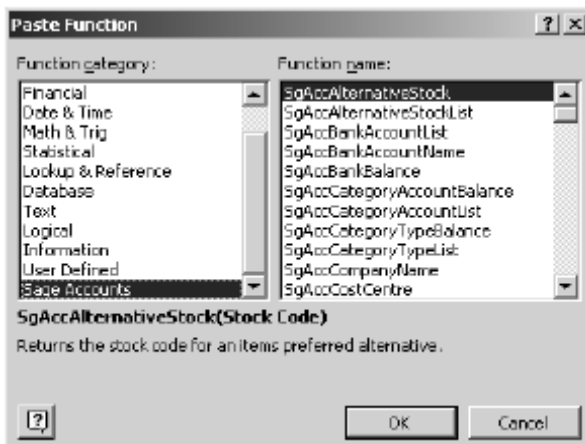 Paste Function
Function category:
Financial
Date & Time
Math & Trig
Statistical
Lookup & Reference
Database
Text
Logical
Information
User Defined
Sage Accounts
Function name:
SgAccAlternativeStock
SgAccAlternativeStockList
SgAccBankAccountList
SgAccBankAccountName
SgAccBankBalance
SgAccCategoryAccountBalance
SgAccCategoryAccountList
SgAccCategoryTypeBalance
SgAccCategoryTypeList
SgAccCompanyName
SgAccCostCentre
SgAccAlternativeStock(Stock Code)
Returns the stock code for an items preferred alternative.
OK
Cancel